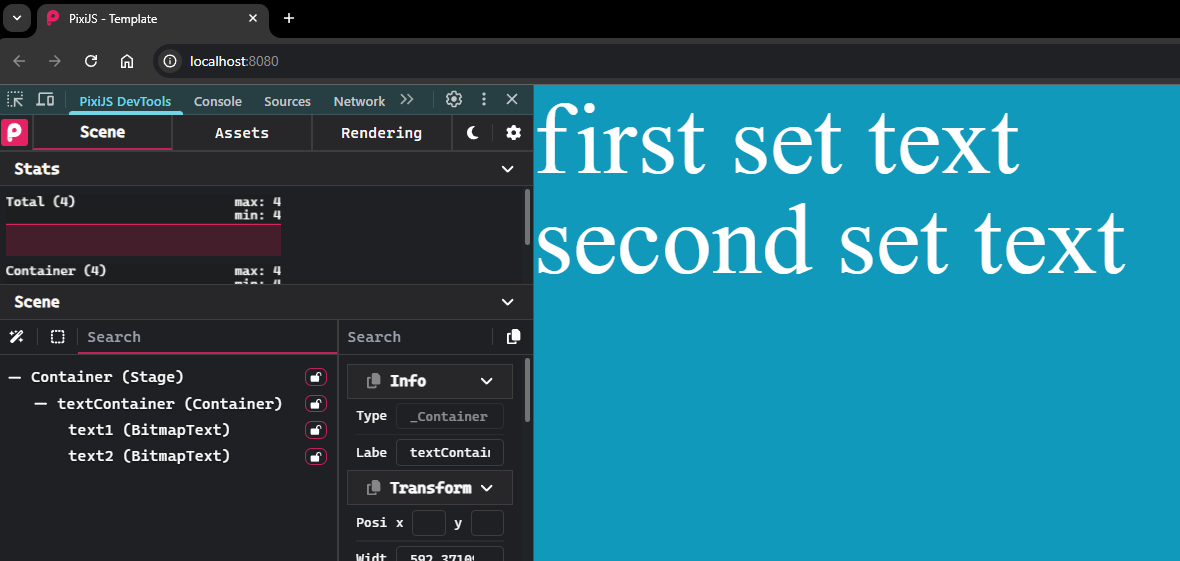 PixiJS - Template
localhost:8080
PixiJS DevTools Console Sources Network
Scene Assets Rendering
Stats
Total (4) max: 4
min: 4
Container (4) max: 4
min: 4
Scene
Search Search
Container (Stage)
textContainer (Container)
text1 (BitmapText)
text2 (BitmapText)
Info
Type _Container
Labe textContai
Transform
Posi x y
Widt 592.3710
first set text
second set text